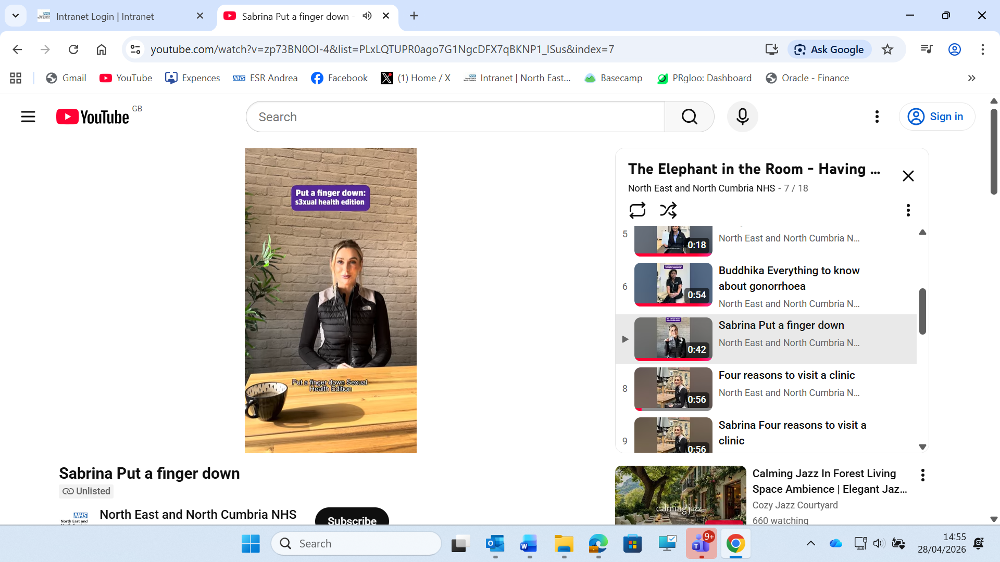 Intranet Login | Intranet
Sabrina Put a finger down -
youtube.com/watch?v=zp73BN0OI-4&list=PLxLQTUPR0ago7G1NgcDFX7qBKNP1_ISus&index=7
Ask Google
Gmail
YouTube
Expences
NHS
ESR Andrea
Facebook
(1) Home / X
Intranet | North East...
Basecamp
PRgloo: Dashboard
Oracle - Finance
YouTube
GB
Search
Sign in
Put a finger down:
s3xual health edition
Put a finger down Sexual
Health Edition
The Elephant in the Room - Having ...
North East and North Cumbria NHS - 7 / 18
5
0:18
North East and North Cumbria N...
6
0:54
Buddhika Everything to know
about gonorrhoea
North East and North Cumbria N...
0:42
Sabrina Put a finger down
North East and North Cumbria N...
8
0:56
Four reasons to visit a clinic
North East and North Cumbria N...
9
0:56
Sabrina Four reasons to visit a
clinic
Sabrina Put a finger down
Unlisted
NHS
North East and
North East and North Cumbria NHS
Subscribe
calming jazz
Calming Jazz In Forest Living
Space Ambience | Elegant Jaz...
Cozy Jazz Courtyard
660 watching
Search
9+
14:55
28/04/2026